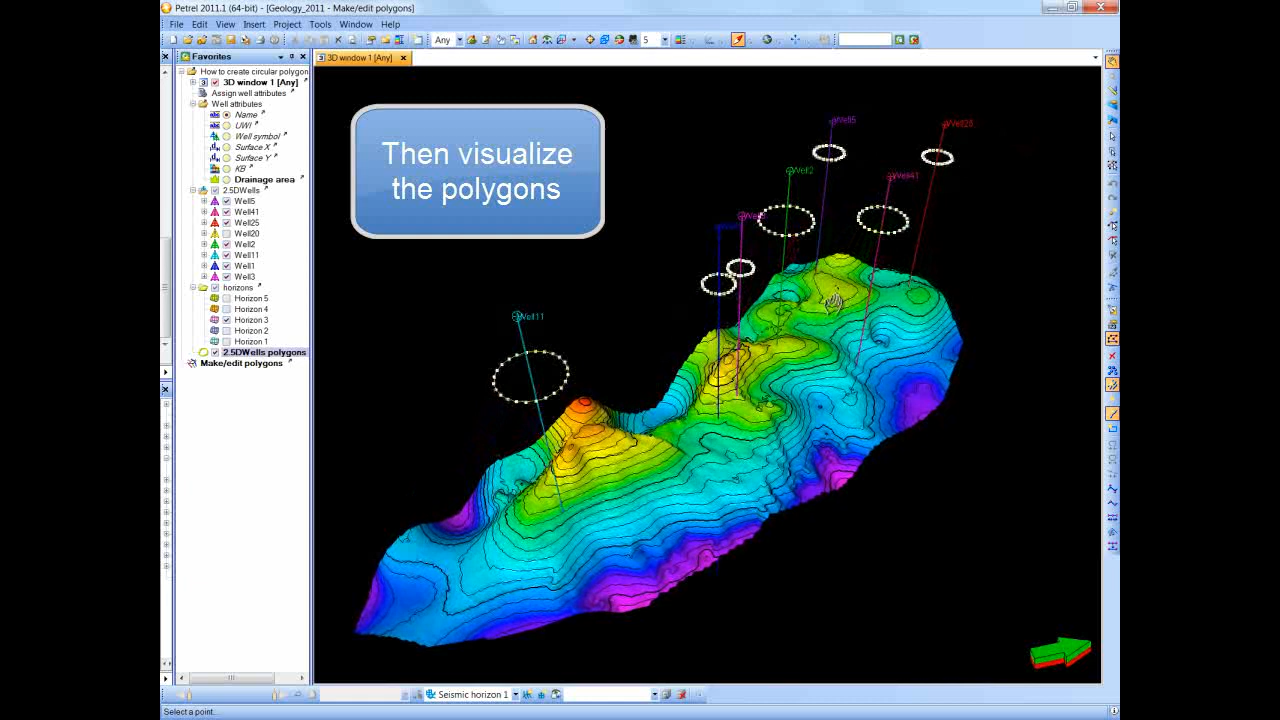 Petrel 2011.1 (64-bit) - [Geology_2011 - Make/edit polygons]
File Edit View Insert Project Tools Window Help
Any
5
Favorites
3D window 1 [Any]
How to create circular polygon
3D window 1 [Any]
Assign well attributes
Well attributes
Name
UWI
Well symbol
Surface X
Surface Y
KB
Drainage area
2.5DWells
Well5
Well41
Well25
Well20
Well2
Well11
Well1
Well3
horizons
Horizon 5
Horizon 4
Horizon 3
Horizon 2
Horizon 1
2.5DWells polygons
Make/edit polygons
Then visualize
the polygons
Well5
Well2
Well41
Well11
Seismic horizon 1
Select a point.